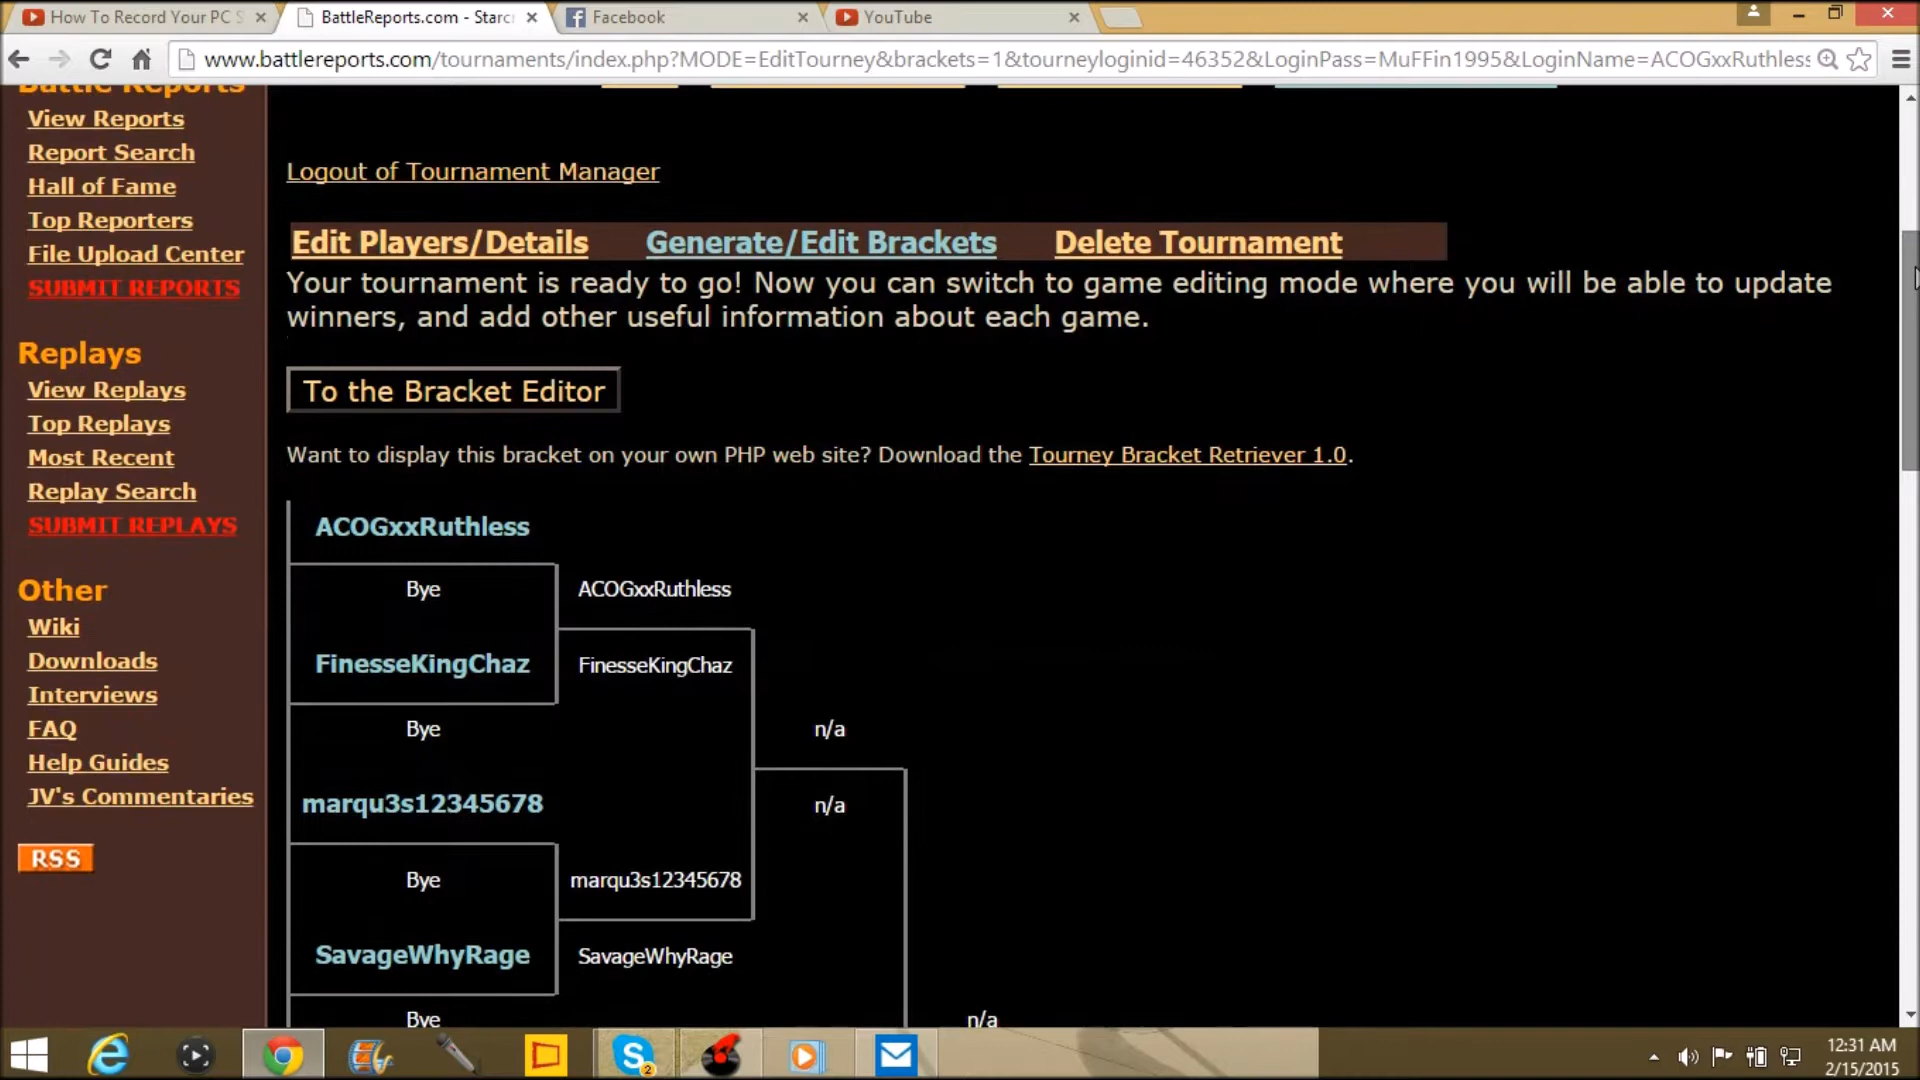 How To Record Your PC S
BattleReports.com - Starc
Facebook
YouTube
www.battlereports.com/tournaments/index.php?MODE=EditTourney&brackets=1&tourneyloginid=46352&LoginPass=MuFFin1995&LoginName=ACOGxxRuthless
Battle Reports
View Reports
Report Search
Hall of Fame
Top Reporters
File Upload Center
SUBMIT REPORTS
Replays
View Replays
Top Replays
Most Recent
Replay Search
SUBMIT REPLAYS
Other
Wiki
Downloads
Interviews
FAQ
Help Guides
JV's Commentaries
RSS
Logout of Tournament Manager
Edit Players/Details Generate/Edit Brackets Delete Tournament
Your tournament is ready to go! Now you can switch to game editing mode where you will be able to update
winners, and add other useful information about each game.
To the Bracket Editor
Want to display this bracket on your own PHP web site? Download the Tourney Bracket Retriever 1.0.
ACOGxxRuthless
Bye ACOGxxRuthless
FinesseKingChaz FinesseKingChaz
Bye n/a
marqu3s12345678 n/a
Bye marqu3s12345678
SavageWhyRage SavageWhyRage
Bye n/a
2
12:31 AM
2/15/2015